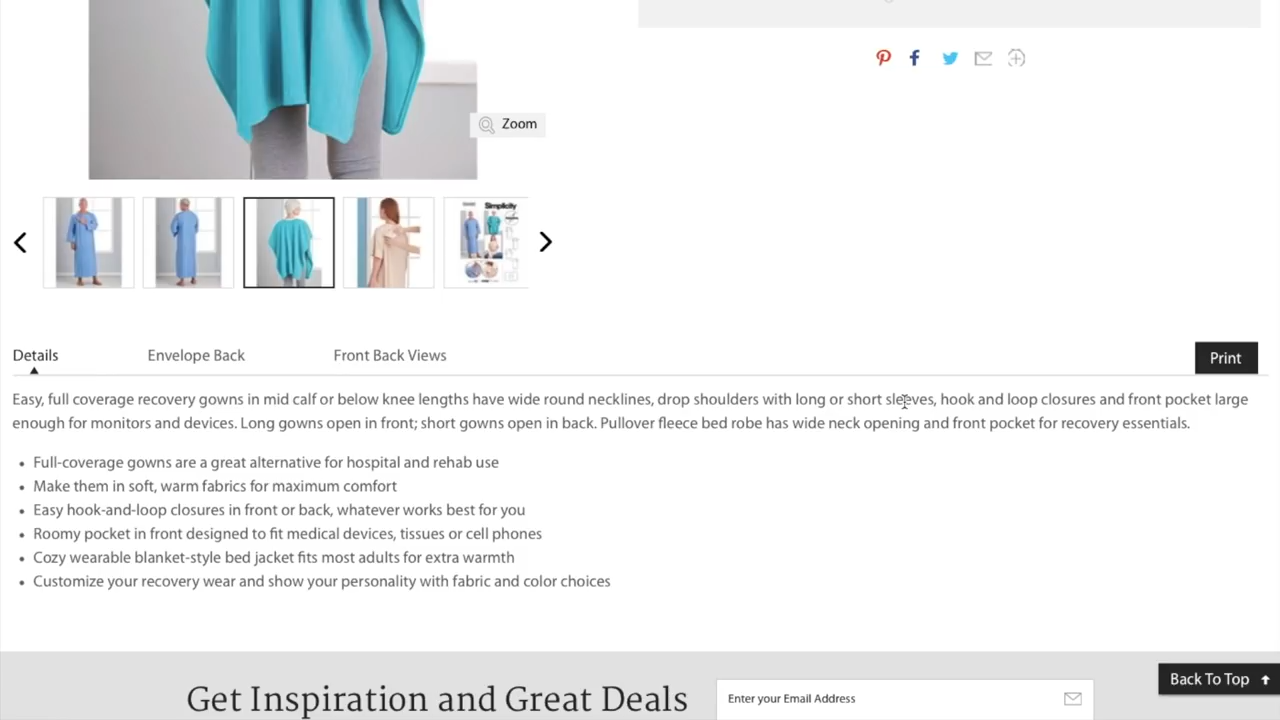 Zoom
Simplicity
Details
Envelope Back
Front Back Views
Print
Easy, full coverage recovery gowns in mid calf or below knee lengths have wide round necklines, drop shoulders with long or short sleeves, hook and loop closures and front pocket large
enough for monitors and devices. Long gowns open in front; short gowns open in back. Pullover fleece bed robe has wide neck opening and front pocket for recovery essentials.
• Full-coverage gowns are a great alternative for hospital and rehab use
• Make them in soft, warm fabrics for maximum comfort
• Easy hook-and-loop closures in front or back, whatever works best for you
• Roomy pocket in front designed to fit medical devices, tissues or cell phones
• Cozy wearable blanket-style bed jacket fits most adults for extra warmth
• Customize your recovery wear and show your personality with fabric and color choices
Back To Top
Get Inspiration and Great Deals
Enter your Email Address